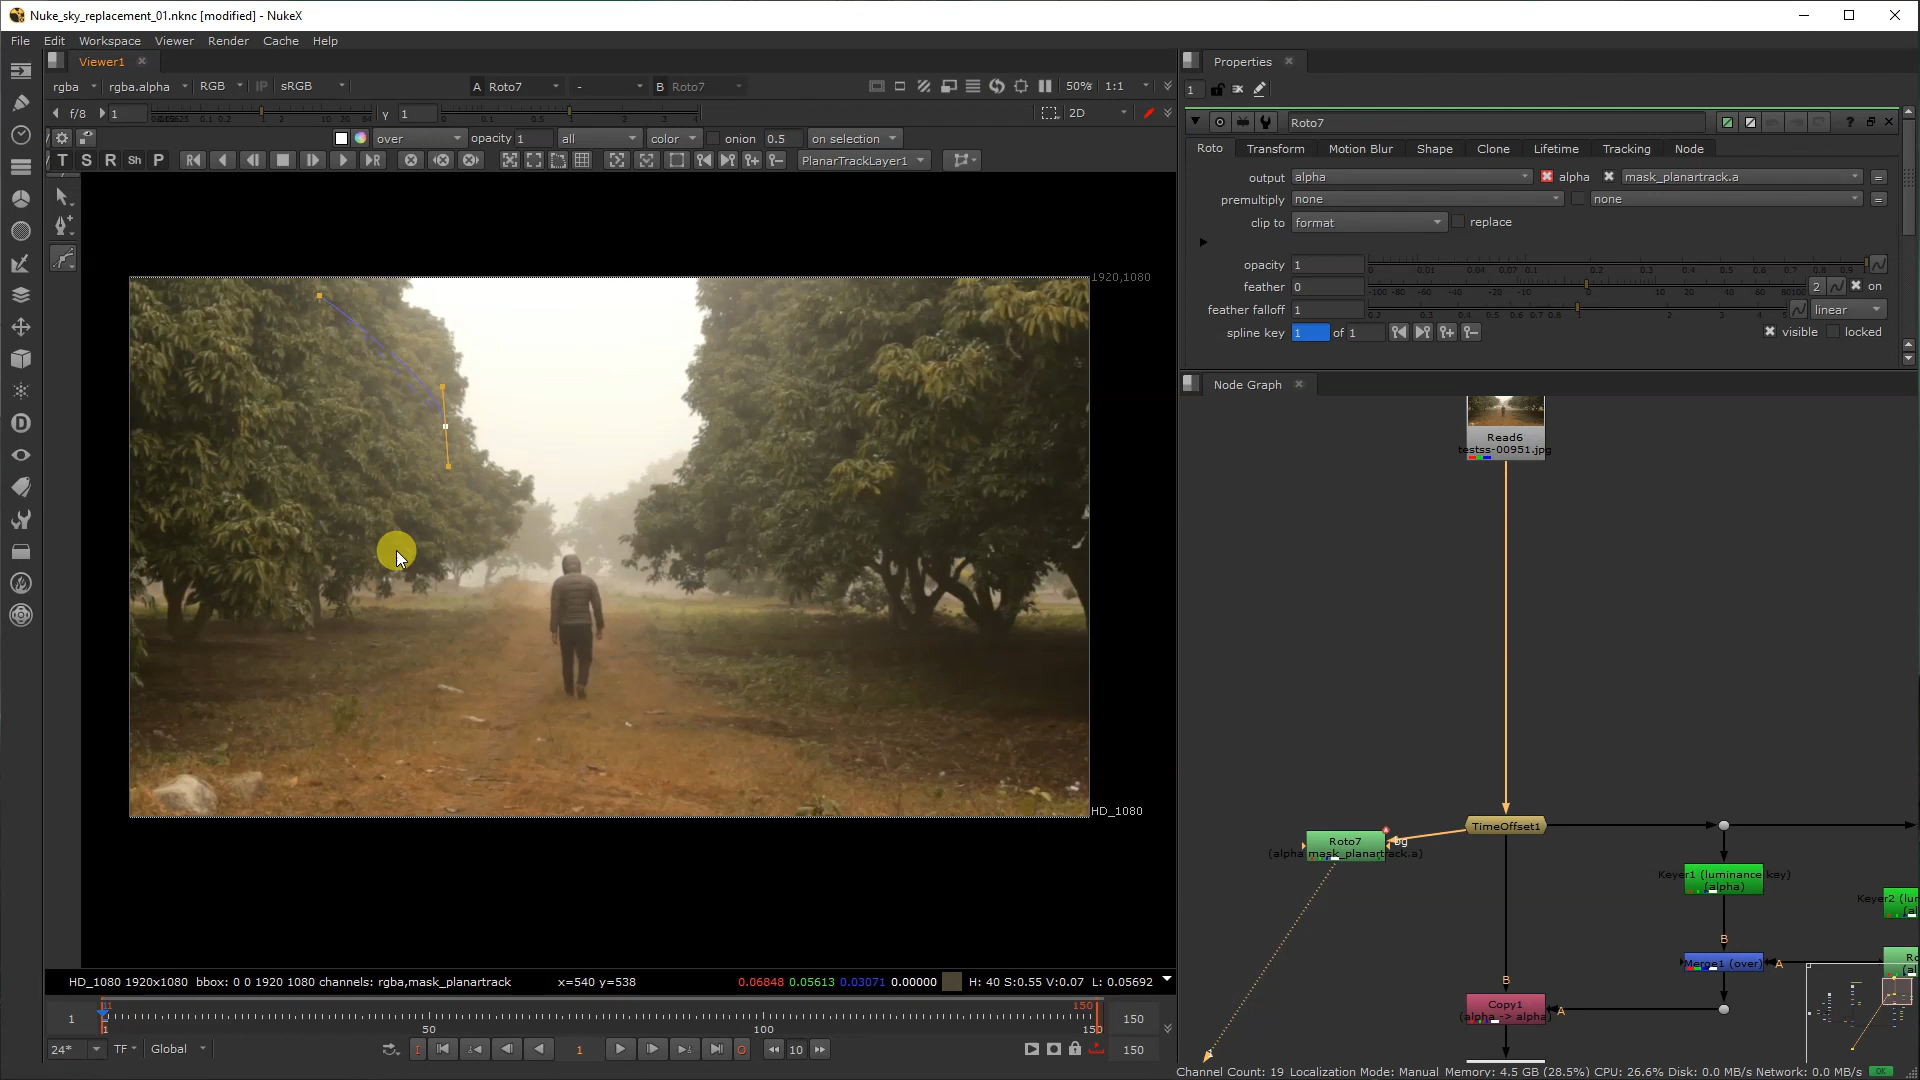 Nuke_sky_replacement_01.nknc [modified] - NukeX
File Edit Workspace Viewer Render Cache Help
Viewer1
rgba rgba.alpha RGB IP sRGB A Roto7 - B Roto7 50% 1:1
f/8 1 γ 1 2D
over opacity 1 all color onion 0.5 on selection
T S R Sh P PlanarTrackLayer1
1920,1080
HD_1080
HD_1080 1920x1080 bbox: 0 0 1920 1080 channels: rgba,mask_planartrack x=540 y=538 0.06848 0.05613 0.03071 0.00000 H: 40 S:0.55 V:0.07 L: 0.05692
1 1 50 100 150 150 150
24* TF Global 1 10 150
Properties
1
Roto7
Roto Transform Motion Blur Shape Clone Lifetime Tracking Node
output alpha alpha mask_planartrack.a =
premultiply none none =
clip to format replace
opacity 1
feather 0 2 on
feather falloff 1 linear
spline key 1 of 1 visible locked
Node Graph
Read6
testss-00951.jpg
TimeOffset1
Roto7
(alpha mask_planartrack.a)
bg
Keyer1 (luminance key)
(alpha)
Keyer2 (lum
B
Merge1 (over) A
B
Copy1
(alpha -> alpha) A
Channel Count: 19 Localization Mode: Manual Memory: 4.5 GB (28.5%) CPU: 26.6% Disk: 0.0 MB/s Network: 0.0 MB/s OK